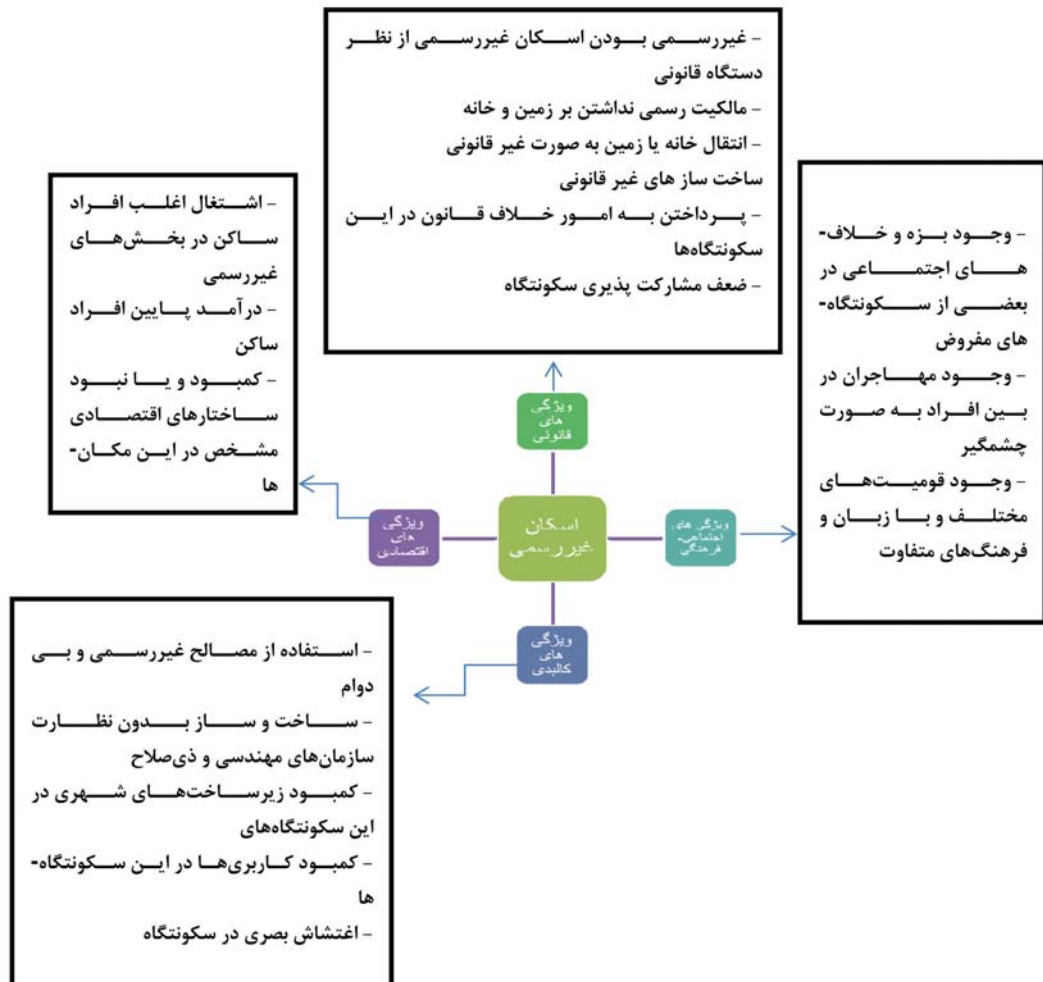 - غیررسمی بودن اسکان غیررسمی از نظر
دستگاه قانونی
- مالکیت رسمی نداشتن بر زمین و خانه
- انتقال خانه یا زمین به صورت غیر قانونی
ساخت ساز های غیر قانونی
- پرداختن به امور خلاف قانون در این
سکونتگاه‌ها
- ضعف مشارکت پذیری سکونتگاه
- وجود بزه و خلاف-
های اجتماعی در
بعضی از سکونتگاه-
های مفروض
- وجود مهاجران در
بین افراد به صورت
چشمگیر
- وجود قومیت‌های
مختلف و با زبان و
فرهنگ‌های متفاوت
- اشتغال اغلب افراد
ساکن در بخش‌های
غیررسمی
- درآمد پایین افراد
ساکن
- کمبود و یا نبود
ساختارهای اقتصادی
مشخص در این مکان-
ها
ویژگی
های
قانونی
ویژگی های
اجتماعی-
فرهنگی
اسکان
غیررسمی
ویژگی
های
اقتصادی
ویژگی
های
کالبدی
- استفاده از مصالح غیررسمی و بی
دوام
- ساخت و ساز بدون نظارت
سازمان‌های مهندسی و ذی‌صلاح
- کمبود زیرساخت‌های شهری در
این سکونتگاه‌های
- کمبود کاربری‌ها در این سکونتگاه-
ها
- اغتشاش بصری در سکونتگاه